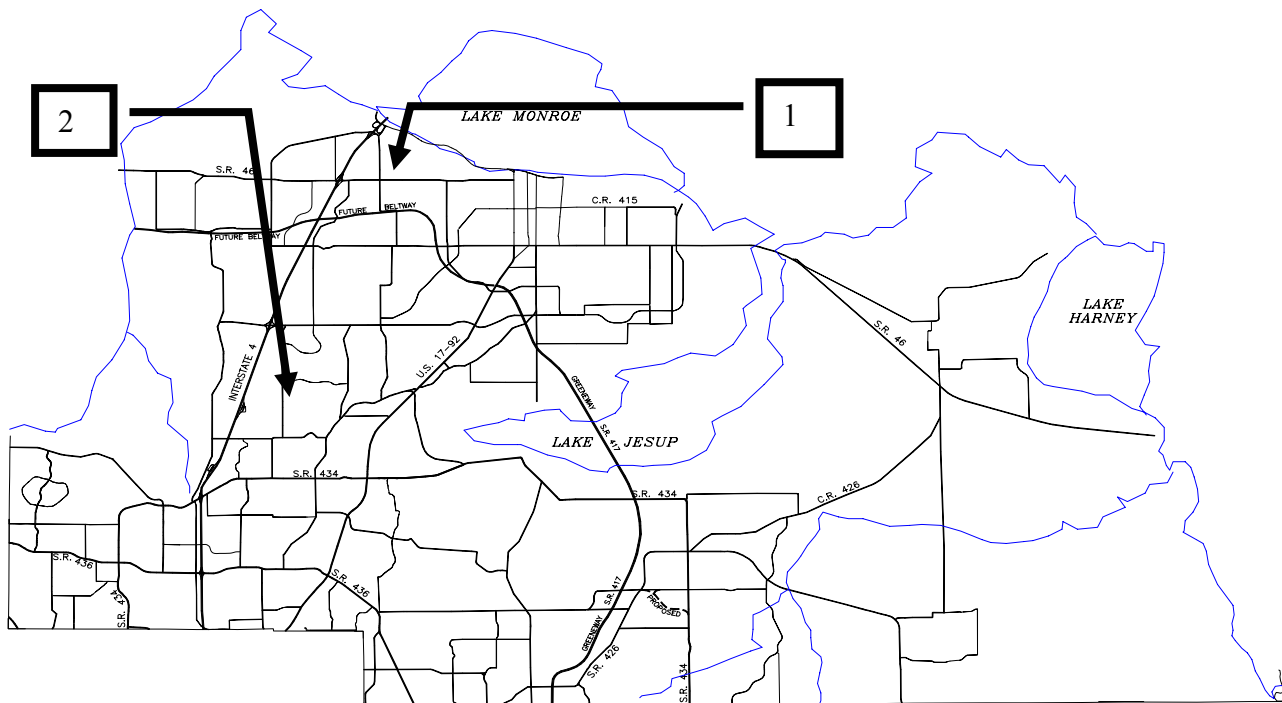 2
1
LAKE MONROE
S.R. 46
C.R. 415
FUTURE
BELTWAY
FUTURE BELTWAY
LAKE
HARNEY
S.R. 46
U.S. 17-92
INTERSTATE 4
GREENEWAY
S.R. 417
LAKE JESUP
S.R. 434
S.R. 434
C.R. 426
S.R. 436
S.R. 436
S.R. 434
S.R. 417
PROPOSED
GREENEWAY
S.R. 426
S.R. 434